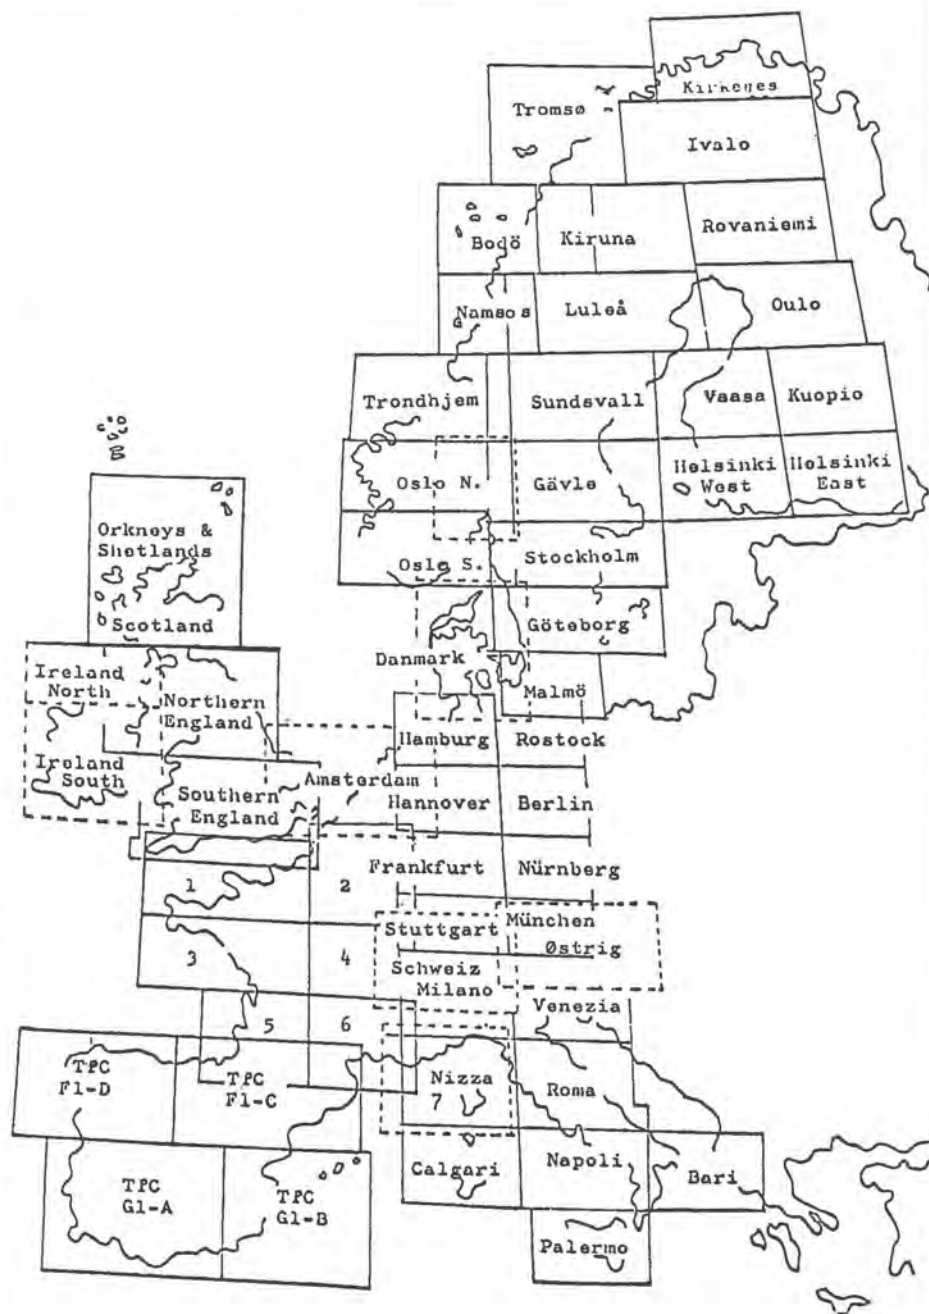 Kirkenes
Tromsø
Ivalo
Rovaniemi
Bodö
Kiruna
Namsos
Luleå
Oulo
Trondhjem
Sundsvall
Vaasa
Kuopio
Oslo N.
Gävle
Helsinki
West
Helsinki
East
Orkneys &
Shetlands
Oslo S.
Stockholm
Scotland
Göteborg
Danmark
Ireland
North
Northern
England
Malmö
Hamburg
Rostock
Ireland
South
Southern
England
Amsterdam
Hannover
Berlin
1
2
Frankfurt
Nürnberg
3
4
Stuttgart
München
Østrig
Schweiz
Milano
Venezia
5
6
TPC
F1-D
TPC
F1-C
Nizza
7
Roma
TPC
G1-A
TPC
G1-B
Calgari
Napoli
Bari
Palermo